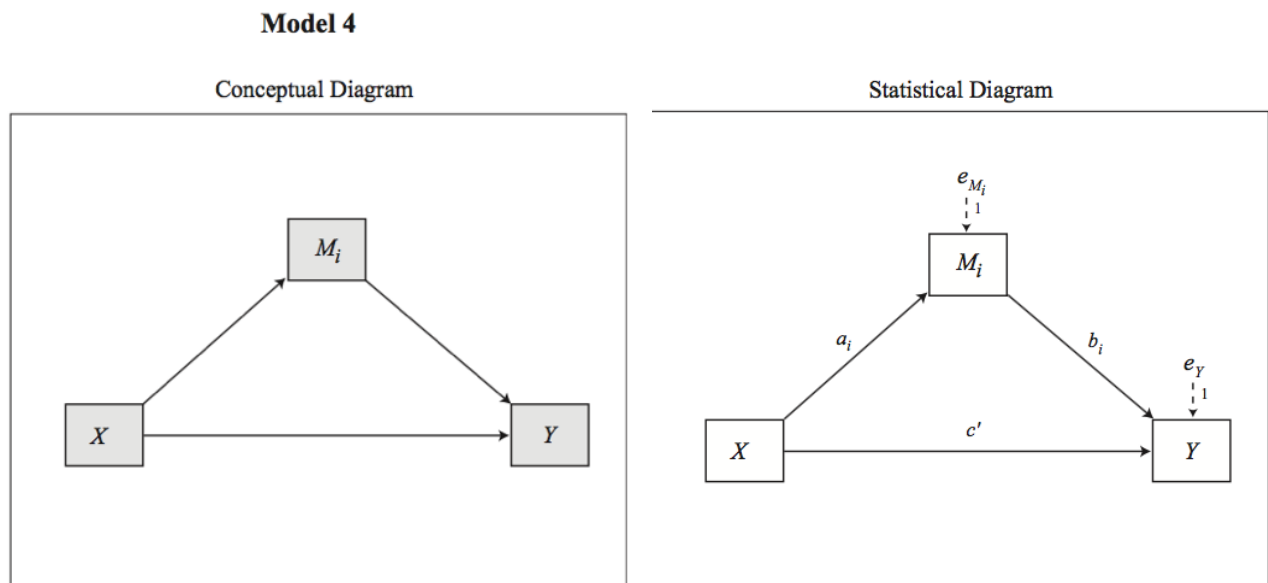 Model 4
Conceptual Diagram
M_i
X
Y
Statistical Diagram
e_{M_i}
1
M_i
a_i
b_i
e_Y
1
X
c′
Y